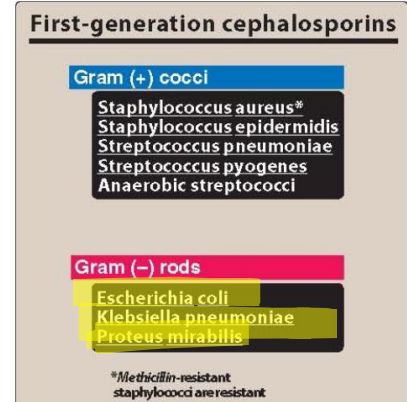 First-generation cephalosporins
Gram (+) cocci
Staphylococcus aureus*
Staphylococcus epidermidis
Streptococcus pneumoniae
Streptococcus pyogenes
Anaerobic streptococci
Gram (–) rods
Escherichia coli
Klebsiella pneumoniae
Proteus mirabilis
*Methicillin-resistant
staphylococci are resistant